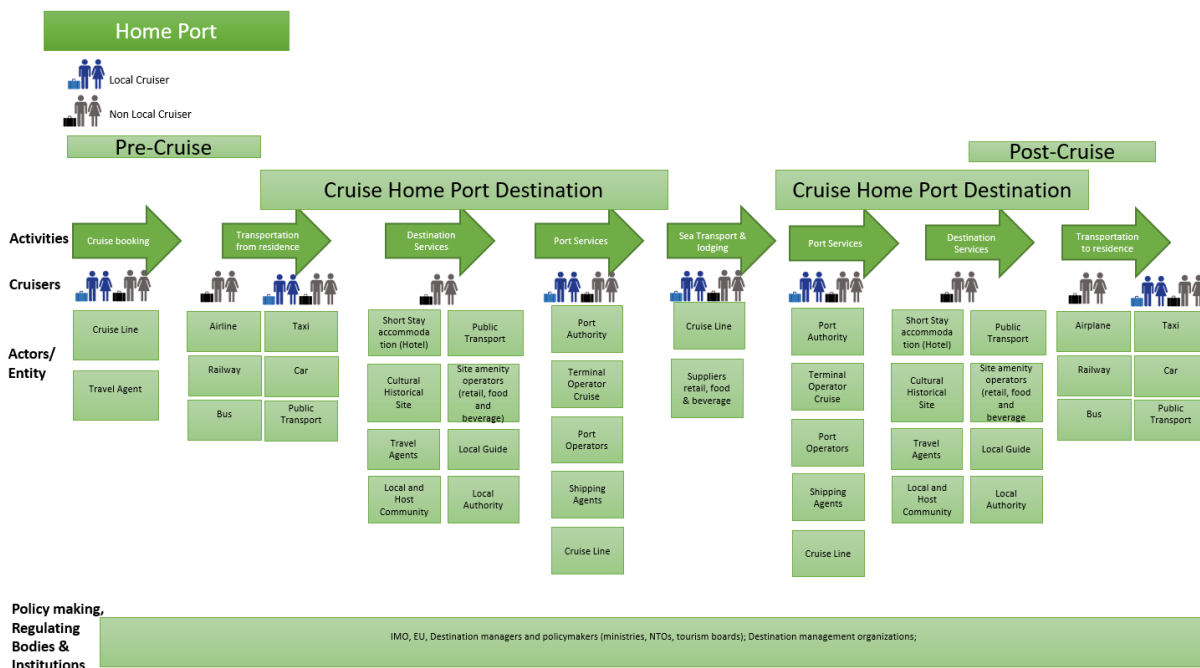 Home Port
Local Cruiser
Non Local Cruiser
Pre-Cruise
Post-Cruise
Cruise Home Port Destination
Cruise Home Port Destination
Activities
Cruise booking
Transportation
from residence
Destination
Services
Port Services
Sea Transport &
lodging
Port Services
Destination
Services
Transportation
to residence
Cruisers
Actors/
Entity
Cruise Line
Travel Agent
Airline
Taxi
Railway
Car
Bus
Public
Transport
Short Stay
accommoda
tion (Hotel)
Public
Transport
Cultural
Historical
Site
Site amenity
operators
(retail, food
and
beverage)
Travel
Agents
Local Guide
Local and
Host
Community
Local
Authority
Port
Authority
Terminal
Operator
Cruise
Port
Operators
Shipping
Agents
Cruise Line
Cruise Line
Suppliers
retail, food
& beverage
Port
Authority
Terminal
Operator
Cruise
Port
Operators
Shipping
Agents
Cruise Line
Short Stay
accommoda
tion (Hotel)
Public
Transport
Cultural
Historical
Site
Site amenity
operators
(retail, food
and
beverage
Travel
Agents
Local Guide
Local and
Host
Community
Local
Authority
Airplane
Taxi
Railway
Car
Bus
Public
Transport
Policy making,
Regulating
Bodies &
Institutions
IMO, EU, Destination managers and policymakers (ministries, NTOs, tourism boards); Destination management organizations;